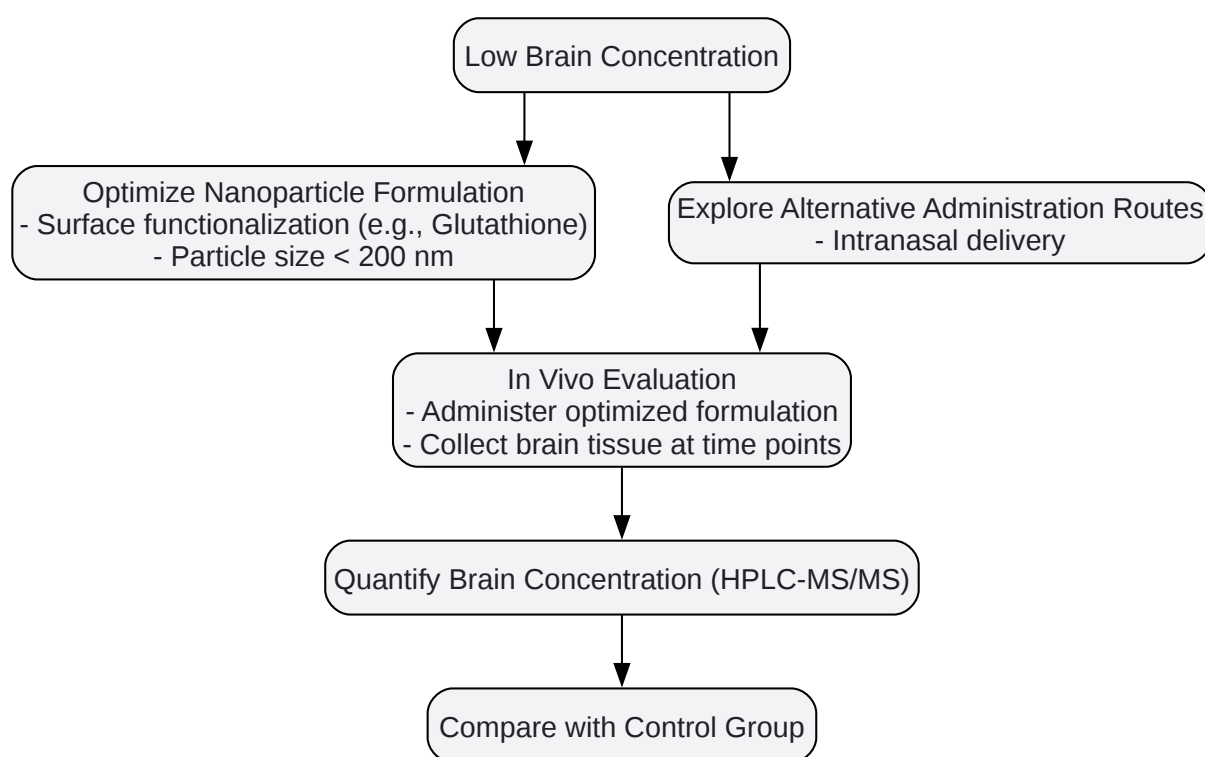 Low Brain Concentration
Optimize Nanoparticle Formulation
- Surface functionalization (e.g., Glutathione)
- Particle size < 200 nm
Explore Alternative Administration Routes
- Intranasal delivery
In Vivo Evaluation
- Administer optimized formulation
- Collect brain tissue at time points
Quantify Brain Concentration (HPLC-MS/MS)
Compare with Control Group